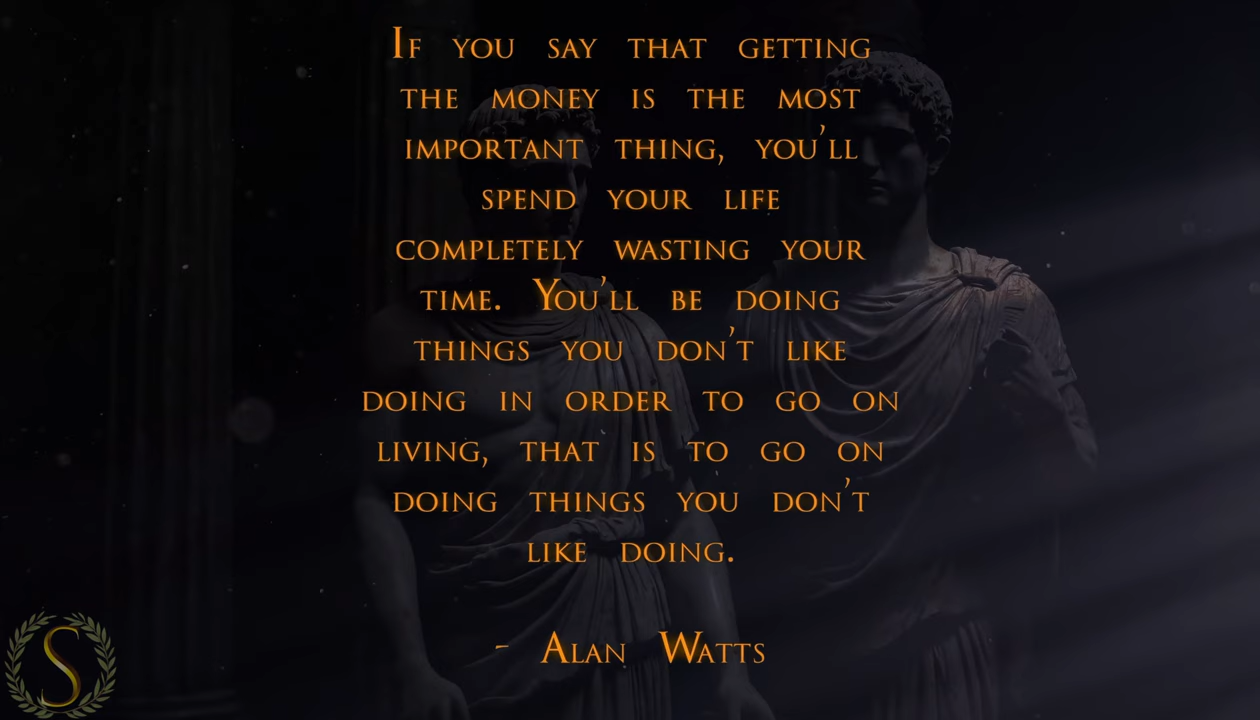 If you say that getting
the money is the most
important thing, you'll
spend your life
completely wasting your
time. You'll be doing
things you don't like
doing in order to go on
living, that is to go on
doing things you don't
like doing.
- Alan Watts
S